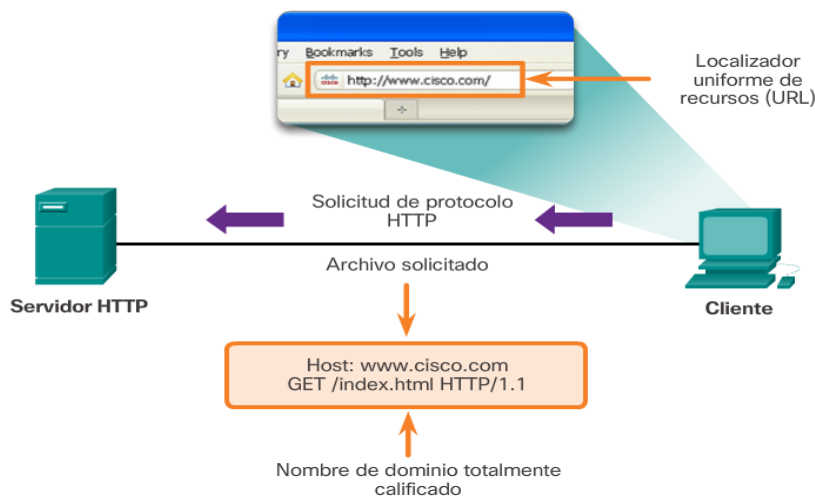 ry Bookmarks Tools Help
cisco http://www.cisco.com/
Localizador
uniforme de
recursos (URL)
Solicitud de protocolo
HTTP
Archivo solicitado
Servidor HTTP
Cliente
Host: www.cisco.com
GET /index.html HTTP/1.1
Nombre de dominio totalmente
calificado